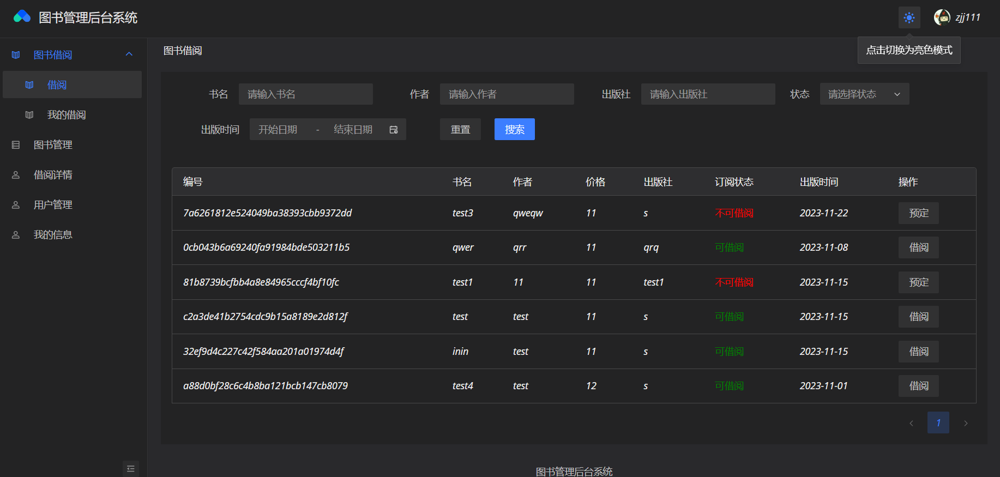 图书管理后台系统
zjj111
点击切换为亮色模式
图书借阅
借阅
我的借阅
图书管理
借阅详情
用户管理
我的信息
图书借阅
书名 请输入书名 作者 请输入作者 出版社 请输入出版社 状态 请选择状态
出版时间 开始日期 - 结束日期 重置 搜索
编号 书名 作者 价格 出版社 订阅状态 出版时间 操作
7a6261812e524049ba38393cbb9372dd test3 qweqw 11 s 不可借阅 2023-11-22 预定
0cb043b6a69240fa91984bde503211b5 qwer qrr 11 qrq 可借阅 2023-11-08 借阅
81b8739bcfbb4a8e84965cccf4bf10fc test1 11 11 test1 不可借阅 2023-11-15 预定
c2a3de41b2754cdc9b15a8189e2d812f test test 11 s 可借阅 2023-11-15 借阅
32ef9d4c227c42f584aa201a01974d4f inin test 11 s 可借阅 2023-11-15 借阅
a88d0bf28c6c4b8ba121bcb147cb8079 test4 test 12 s 可借阅 2023-11-01 借阅
1
图书管理后台系统